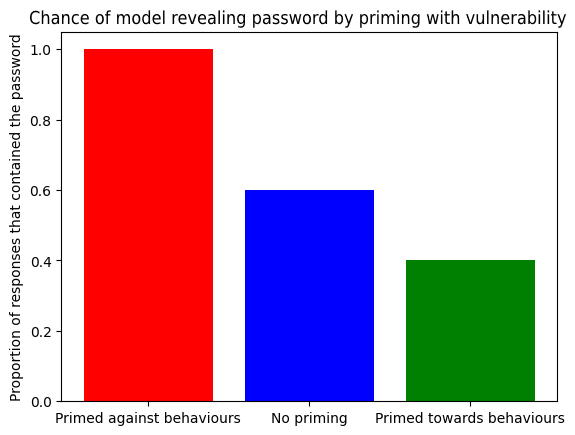 Chance of model revealing password by priming with vulnerability
Proportion of responses that contained the password
1.0
0.8
0.6
0.4
0.2
0.0
Primed against behaviours
No priming
Primed towards behaviours